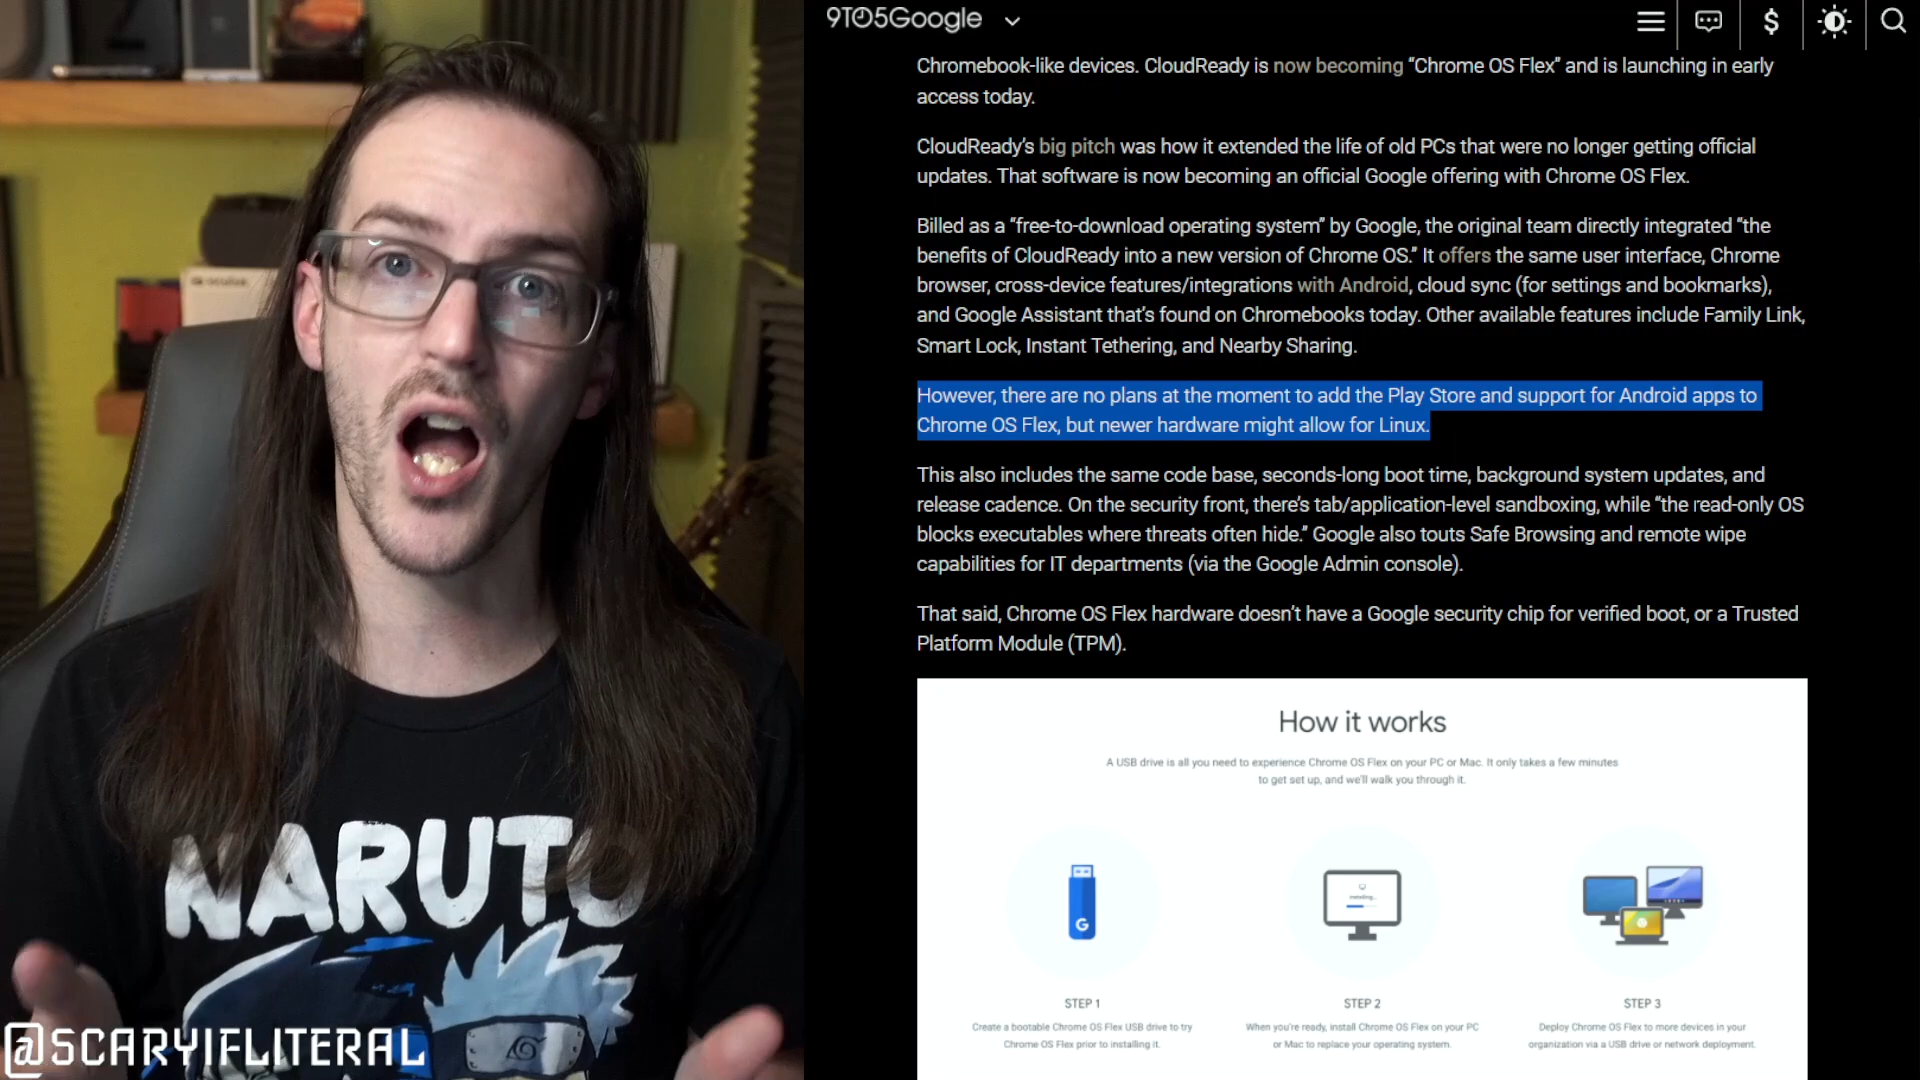 9TO5Google
Chromebook-like devices. CloudReady is now becoming “Chrome OS Flex” and is launching in early
access today.
CloudReady’s big pitch was how it extended the life of old PCs that were no longer getting official
updates. That software is now becoming an official Google offering with Chrome OS Flex.
Billed as a “free-to-download operating system” by Google, the original team directly integrated “the
benefits of CloudReady into a new version of Chrome OS.” It offers the same user interface, Chrome
browser, cross-device features/integrations with Android, cloud sync (for settings and bookmarks),
and Google Assistant that’s found on Chromebooks today. Other available features include Family Link,
Smart Lock, Instant Tethering, and Nearby Sharing.
However, there are no plans at the moment to add the Play Store and support for Android apps to
Chrome OS Flex, but newer hardware might allow for Linux.
This also includes the same code base, seconds-long boot time, background system updates, and
release cadence. On the security front, there’s tab/application-level sandboxing, while “the read-only OS
blocks executables where threats often hide.” Google also touts Safe Browsing and remote wipe
capabilities for IT departments (via the Google Admin console).
That said, Chrome OS Flex hardware doesn’t have a Google security chip for verified boot, or a Trusted
Platform Module (TPM).
How it works
A USB drive is all you need to experience Chrome OS Flex on your PC or Mac. It only takes a few minutes
to get set up, and we'll walk you through it.
G
Installing...
STEP 1
Create a bootable Chrome OS Flex USB drive to try
Chrome OS Flex prior to installing it.
STEP 2
When you're ready, install Chrome OS Flex on your PC
or Mac to replace your operating system.
STEP 3
Deploy Chrome OS Flex to more devices in your
organization via a USB drive or network deployment.
oculus
NARUTO
@SCARYIFLITERAL